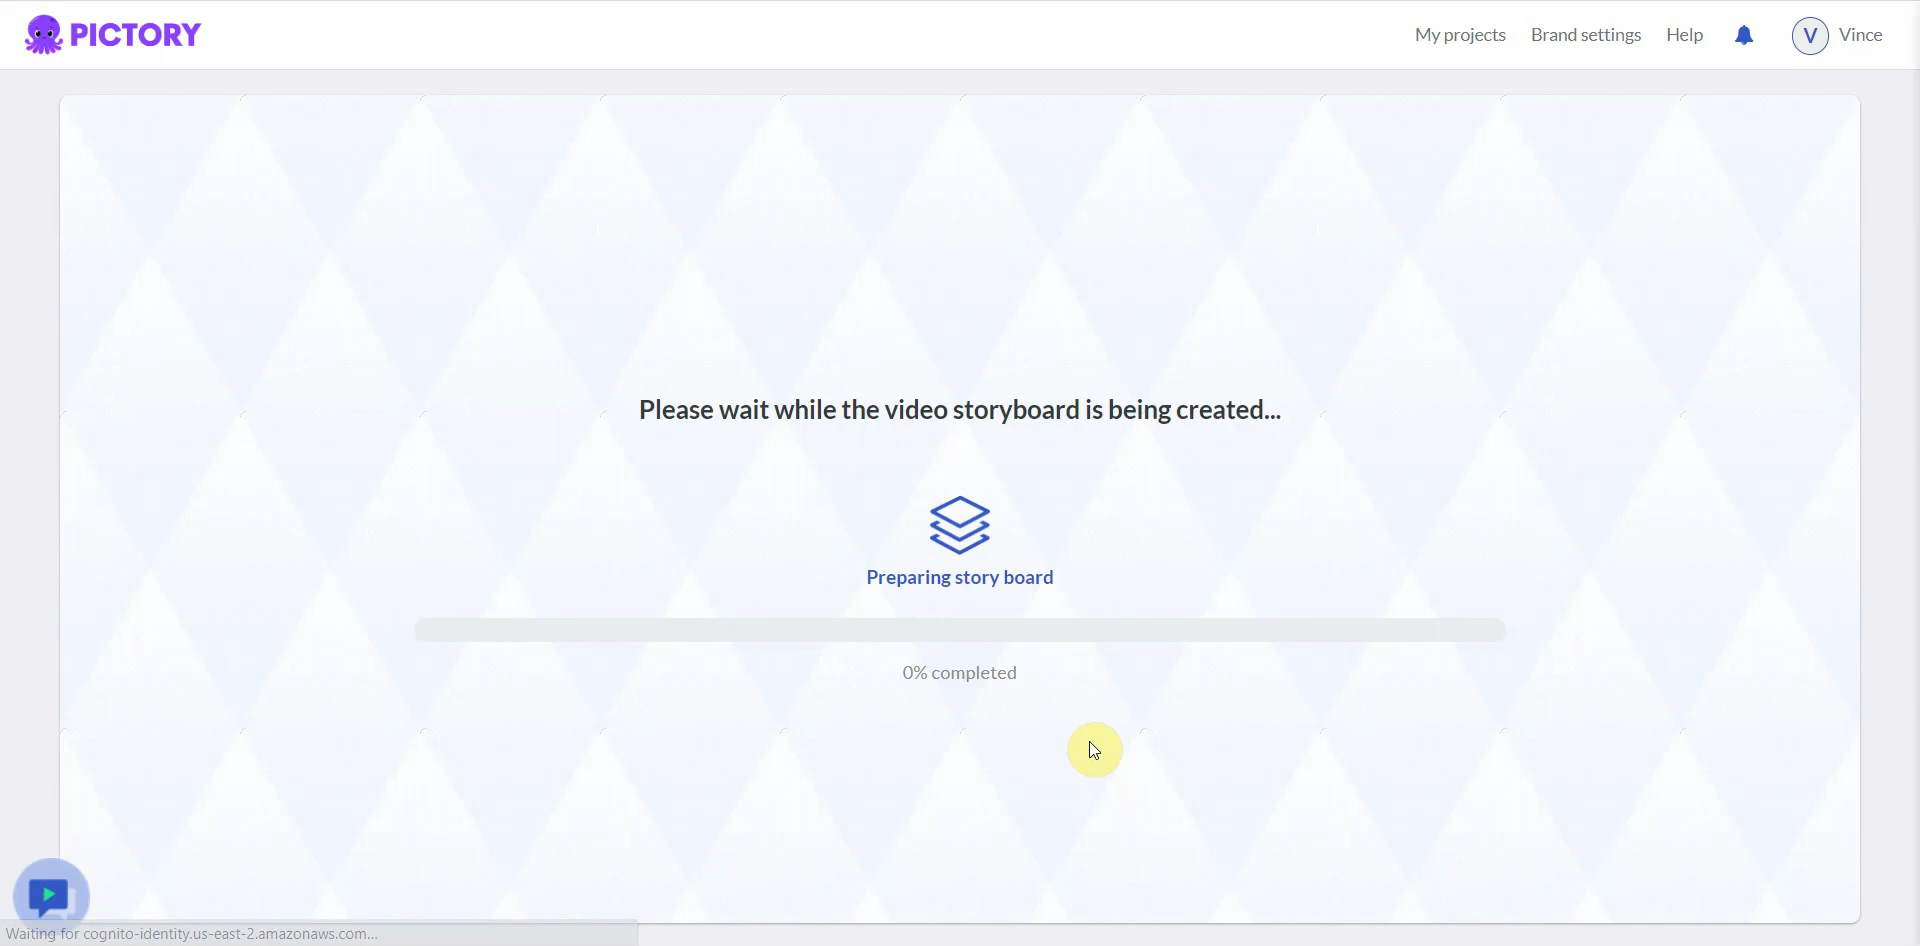 PICTORY
My projects
Brand settings
Help
V
Vince
Please wait while the video storyboard is being created...
Preparing story board
0% completed
Waiting for cognito-identity.us-east-2.amazonaws.com...